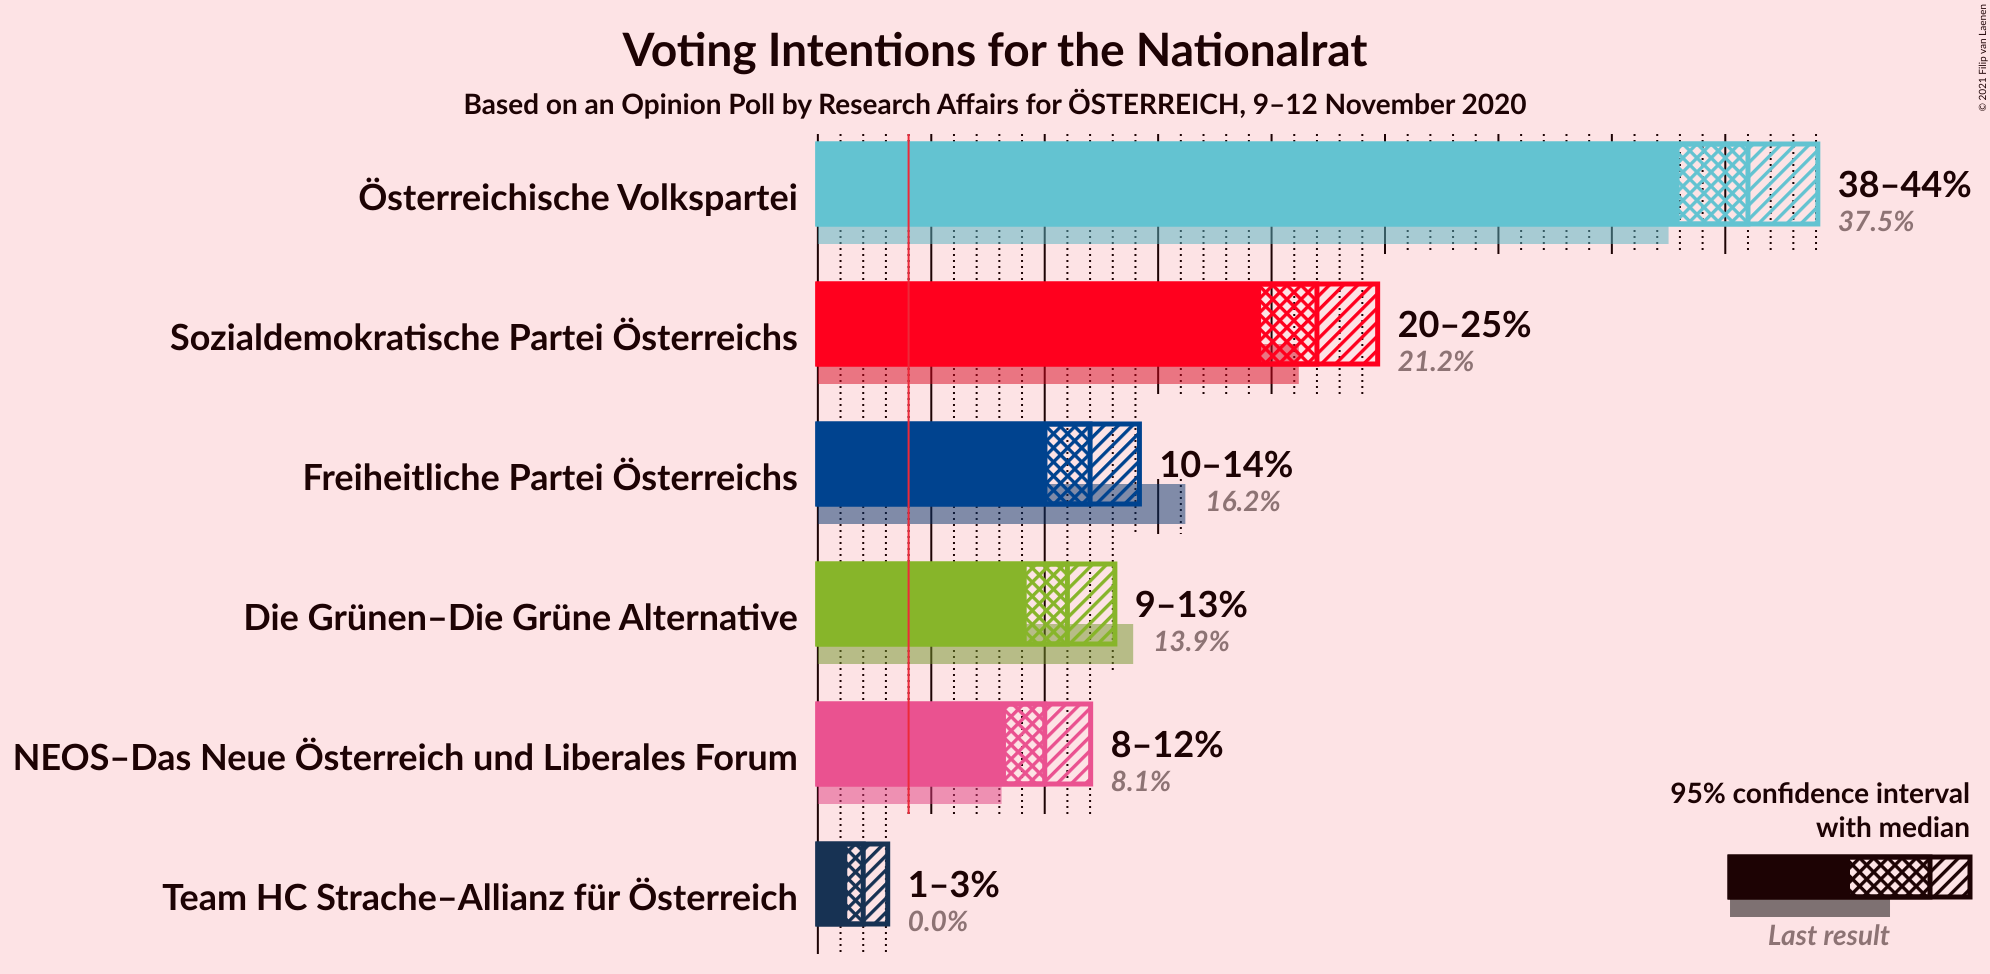 Voting Intentions for the Nationalrat
Based on an Opinion Poll by Research Affairs for ÖSTERREICH, 9–12 November 2020
© 2021 Filip van Laenen
Österreichische Volkspartei
38–44%
37.5%
Sozialdemokratische Partei Österreichs
20–25%
21.2%
Freiheitliche Partei Österreichs
10–14%
16.2%
Die Grünen–Die Grüne Alternative
9–13%
13.9%
NEOS–Das Neue Österreich und Liberales Forum
8–12%
8.1%
Team HC Strache–Allianz für Österreich
1–3%
0.0%
95% confidence interval
with median
Last result